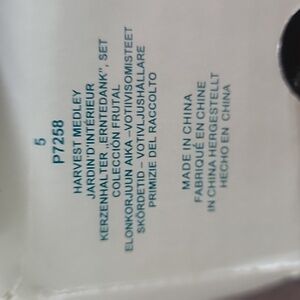 5
P7258
HARVEST MEDLEY
JARDIN D'INTÉRIEUR
KERZENHALTER „ERNTEDANK”, SET
COLECCIÓN FRUTAL
ELONKORJUUN AIKA –VOTIIVISOMISTEET
SKÖRDETID – VOTIVLJUSHÅLLARE
PRIMIZIE DEL RACCOLTO
MADE IN CHINA
FABRIQUÉ EN CHINE
IN CHINA HERGESTELLT
HECHO EN CHINA